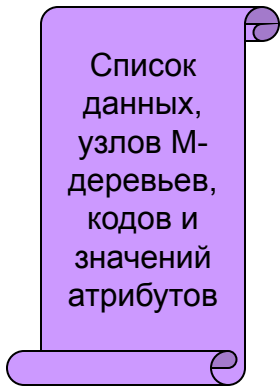 Список
данных,
узлов М-
деревьев,
кодов и
значений
атрибутов